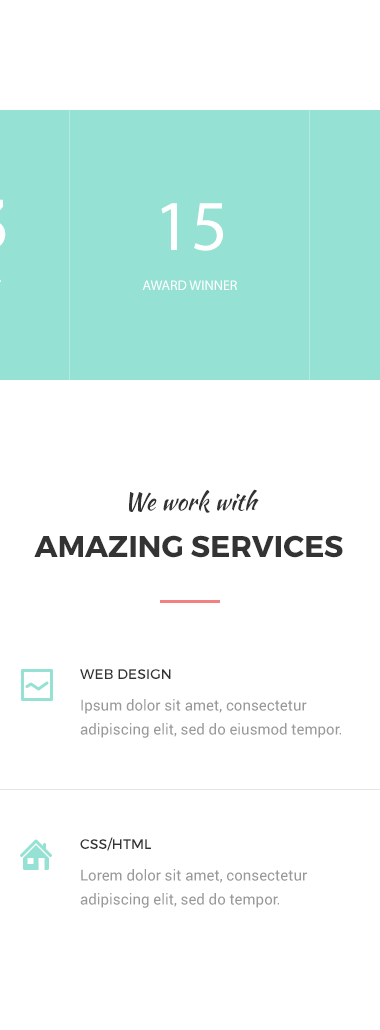 15
AWARD WINNER
We work with
AMAZING SERVICES
WEB DESIGN
Ipsum dolor sit amet, consectetur
adipiscing elit, sed do eiusmod tempor.
CSS/HTML
Lorem dolor sit amet, consectetur
adipiscing elit, sed do tempor.